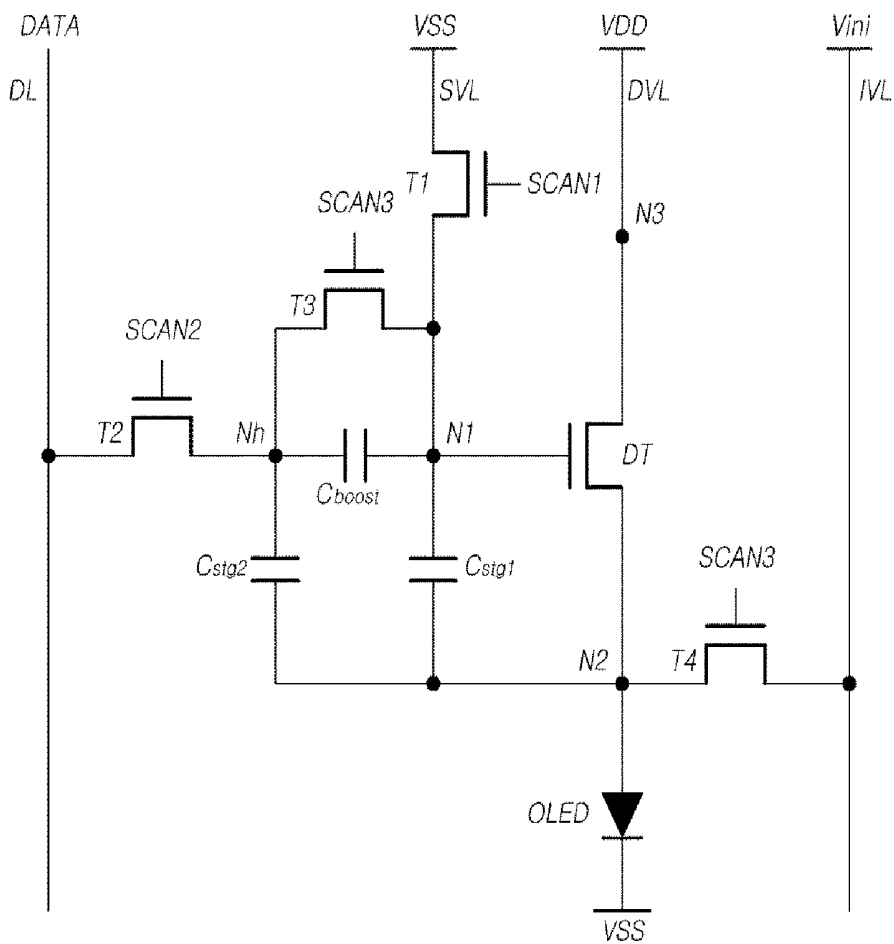 DATA
VSS
VDD
Vini
DL
SVL
DVL
IVL
T1
SCAN1
SCAN3
N3
T3
SCAN2
T2
Nh
N1
DT
Cboost
Cstg2
Cstg1
SCAN3
N2
T4
OLED
VSS